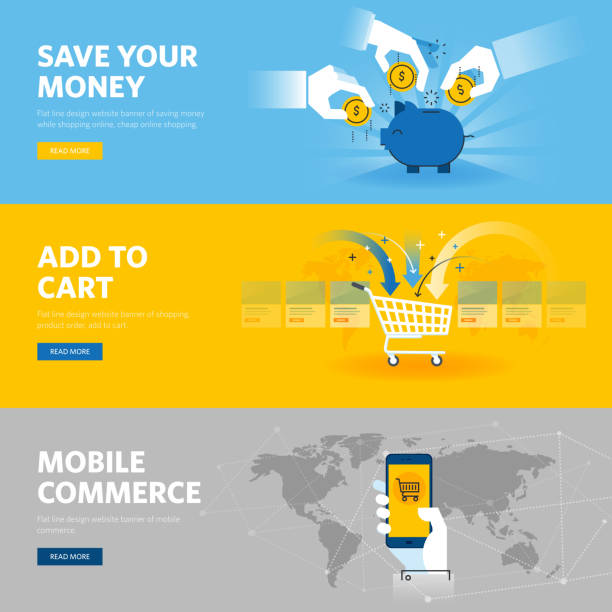 SAVE YOUR
MONEY
Flat line design website banner of saving money
while shopping online, cheap online shopping.
READ MORE
$
$
$
ADD TO
CART
Flat line design website banner of shopping,
product order, add to cart.
READ MORE
MOBILE
COMMERCE
Flat line design website banner of mobile
commerce.
READ MORE